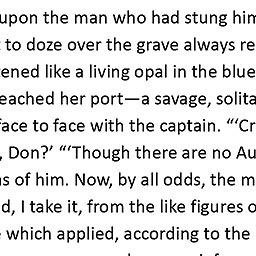 upon the man who had stung him
to doze over the grave always re
ened like a living opal in the blue
eached her port—a savage, solita
face to face with the captain. “‘Cr
, Don?’ “‘Though there are no Au
s of him. Now, by all odds, the m
d, I take it, from the like figures o
which applied, according to the